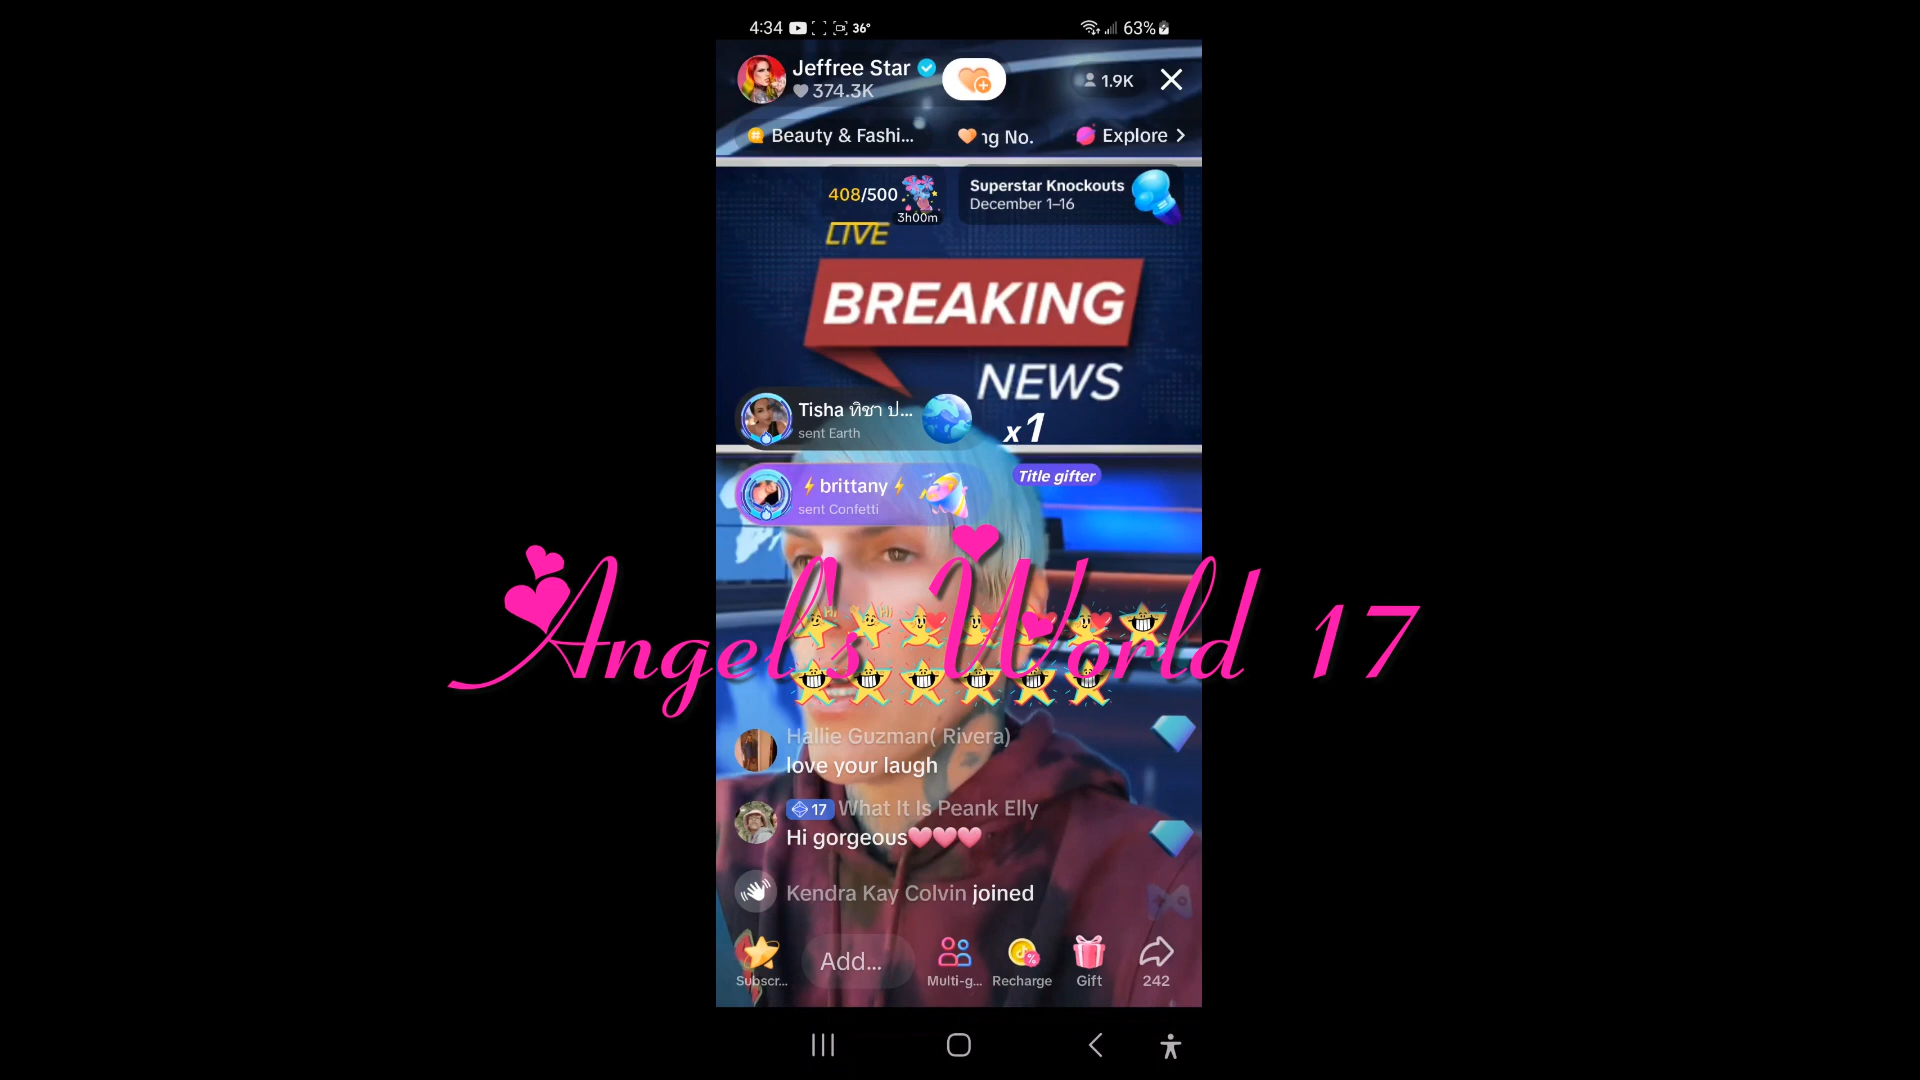 4:34 36° 63%
Jeffree Star
374.3K
1.9K
Beauty & Fashi... ng No. Explore >
408/500
3h00m
Superstar Knockouts
December 1–16
LIVE
BREAKING
NEWS
Tisha ทิชา ป...
sent Earth
x1
brittany
sent Confetti
Title gifter
Angel's World 17
Hallie Guzman( Rivera)
love your laugh
17 What It Is Peank Elly
Hi gorgeous
Kendra Kay Colvin joined
Add...
Subscr... Multi-g... Recharge Gift 242